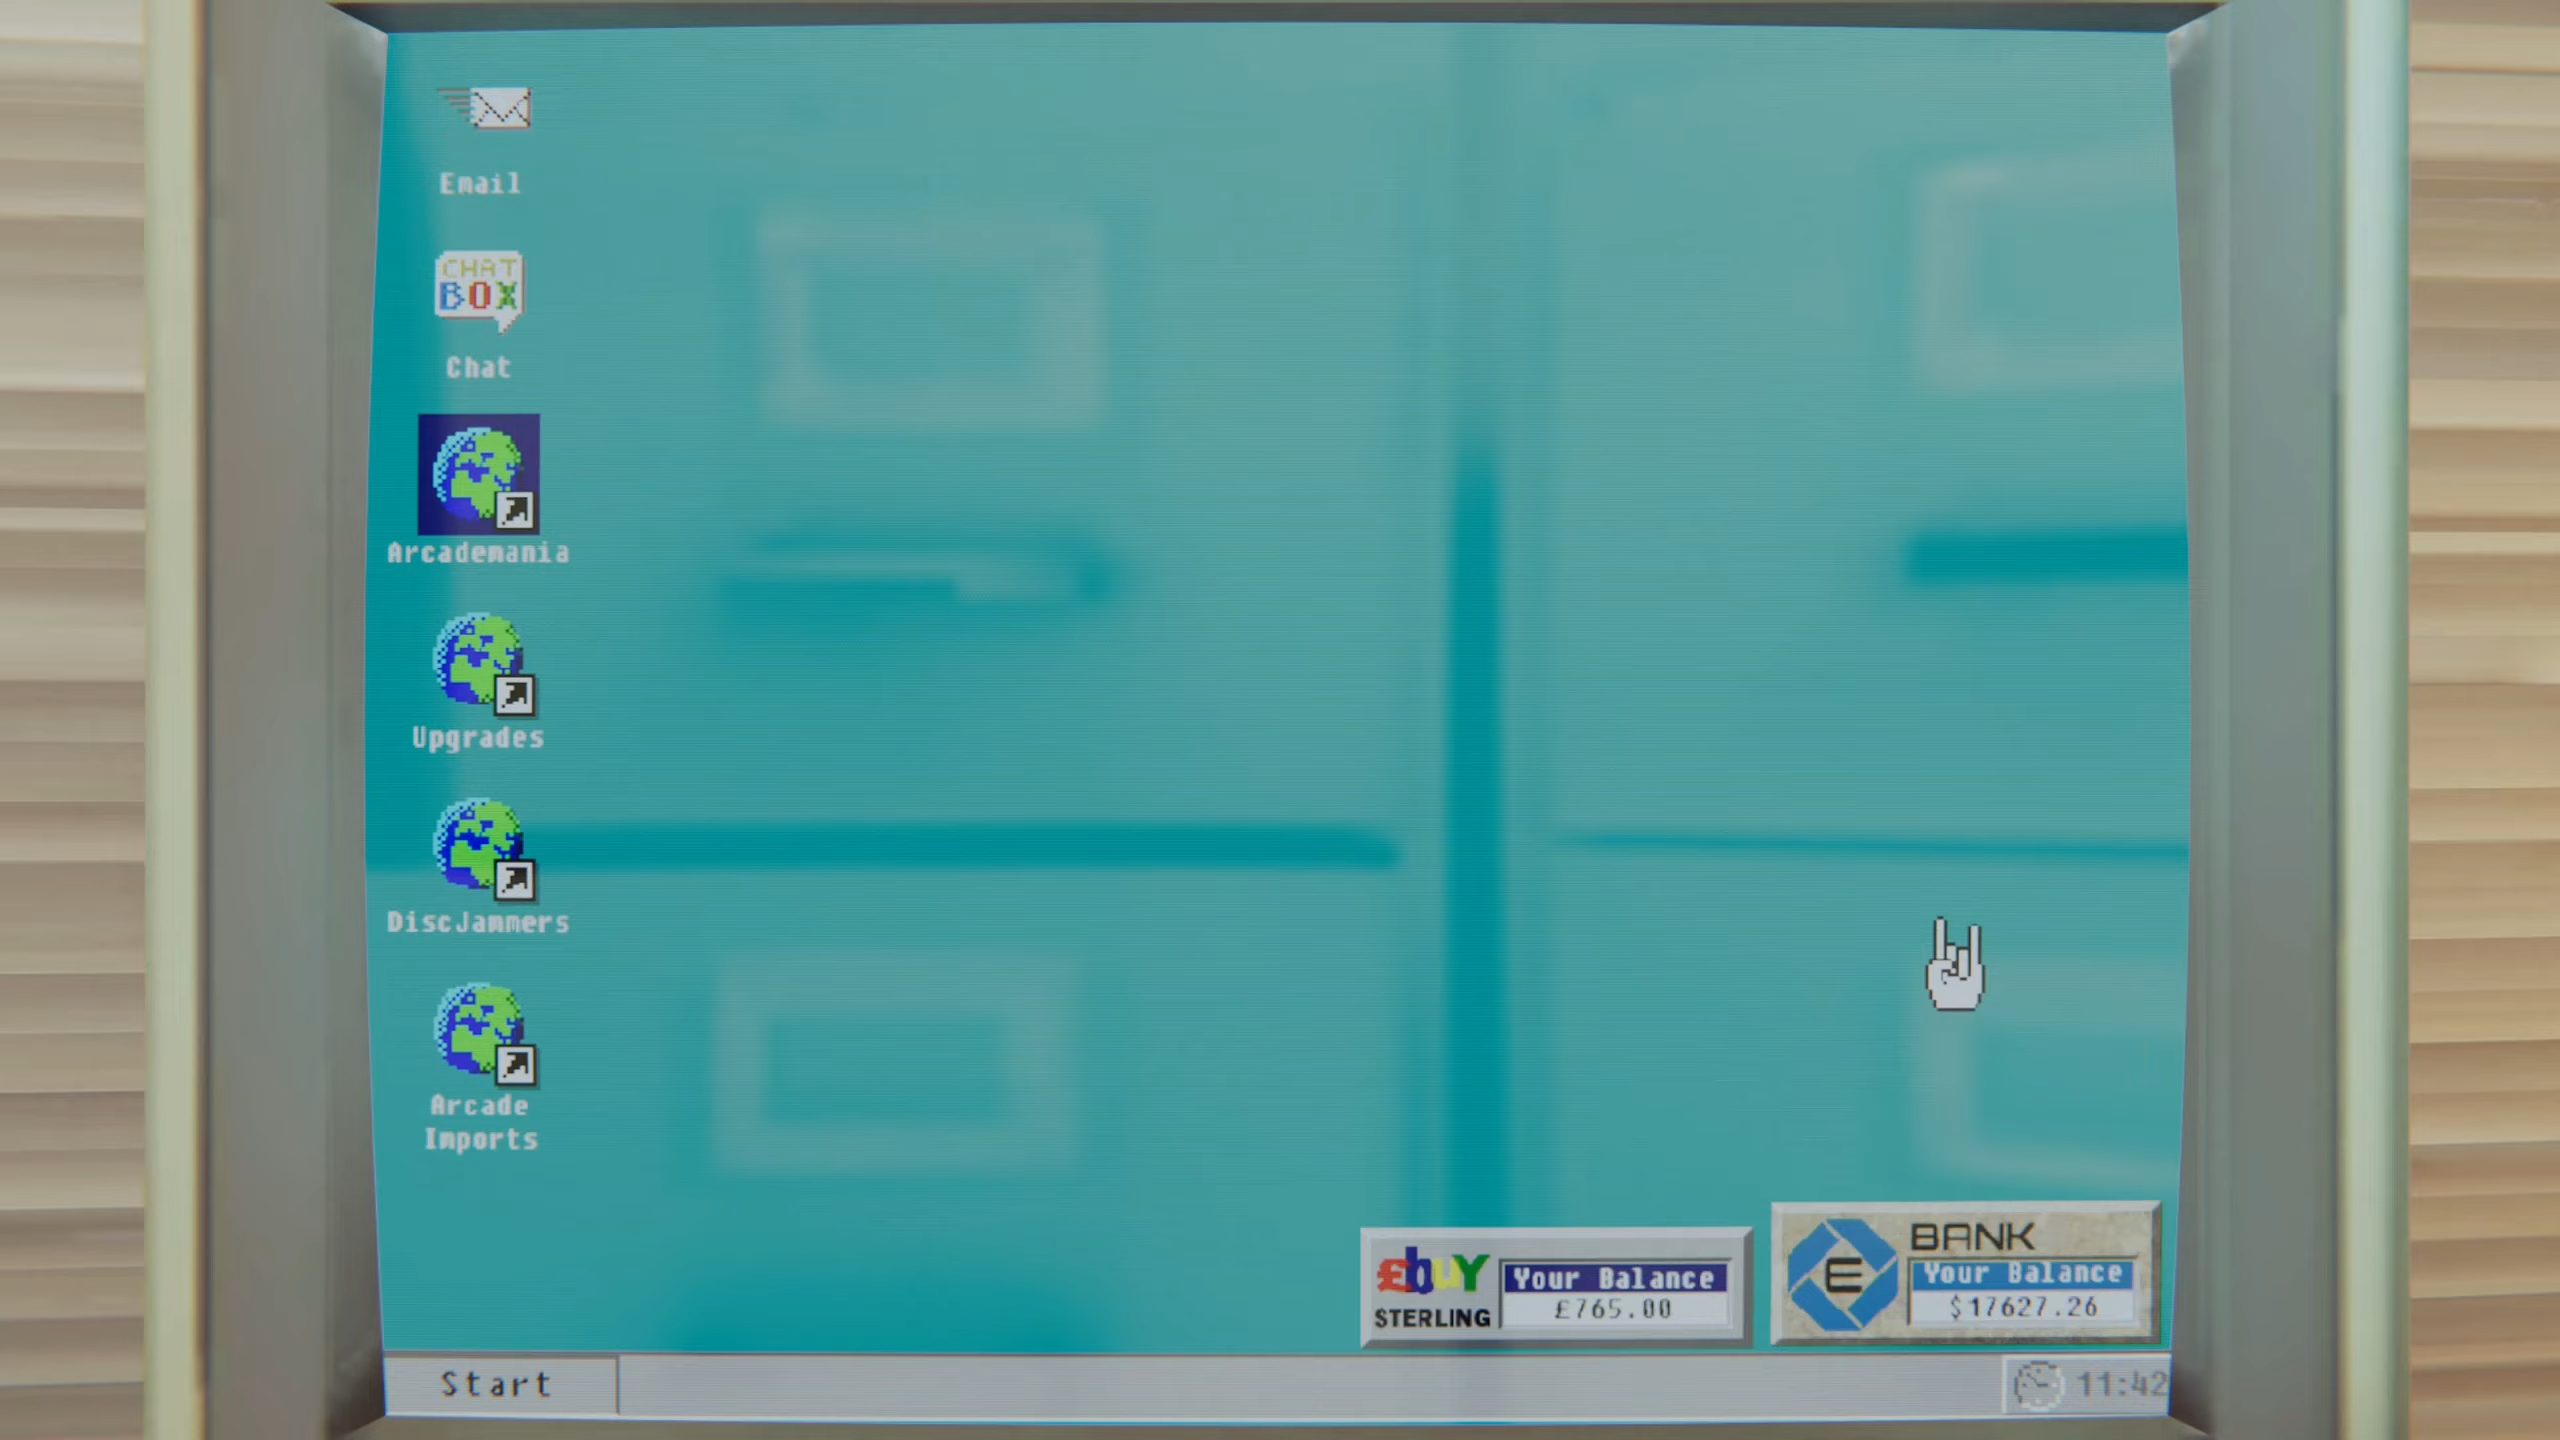 Email
CHAT
BOX
Chat
Arcademania
Upgrades
DiscJammers
Arcade
Imports
£buY
STERLING
Your Balance
£765.00
E
BANK
Your Balance
$17627.26
Start
11:42